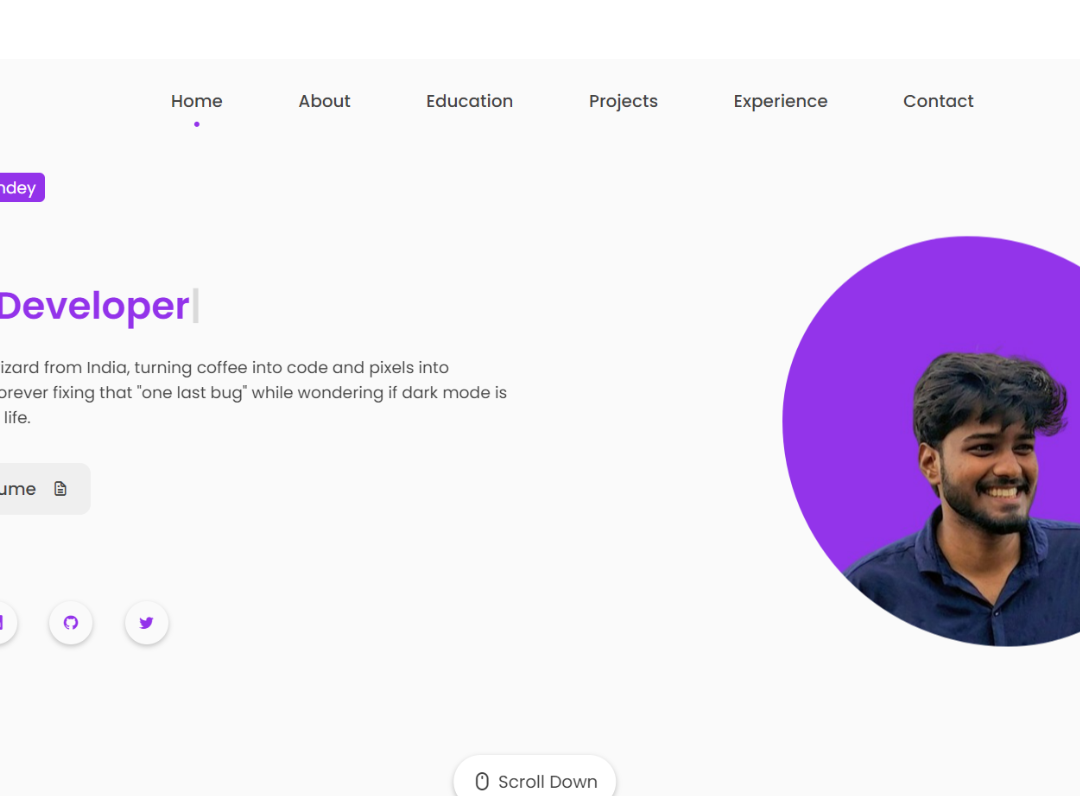 Home About Education Projects Experience Contact
ndey
Developer
izard from India, turning coffee into code and pixels into
orever fixing that "one last bug" while wondering if dark mode is
life.
ume
Scroll Down